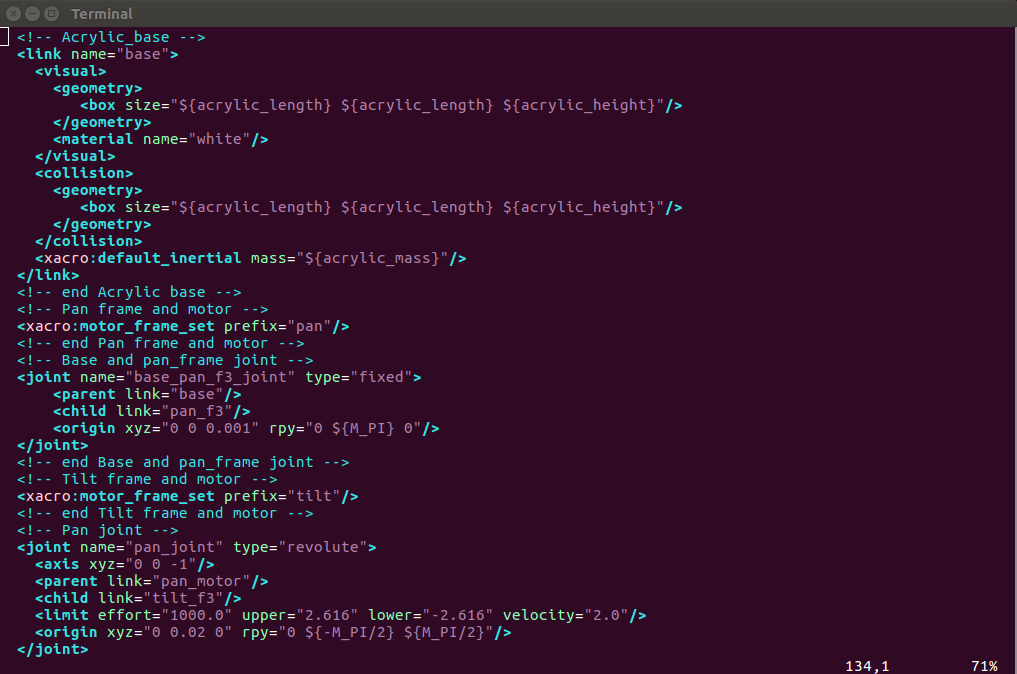 Terminal
<!-- Acrylic_base -->
<link name="base">
  <visual>
    <geometry>
       <box size="${acrylic_length} ${acrylic_length} ${acrylic_height}"/>
    </geometry>
    <material name="white"/>
  </visual>
  <collision>
    <geometry>
       <box size="${acrylic_length} ${acrylic_length} ${acrylic_height}"/>
    </geometry>
  </collision>
  <xacro:default_inertial mass="${acrylic_mass}"/>
</link>
<!-- end Acrylic base -->
<!-- Pan frame and motor -->
<xacro:motor_frame_set prefix="pan"/>
<!-- end Pan frame and motor -->
<!-- Base and pan_frame joint -->
<joint name="base_pan_f3_joint" type="fixed">
    <parent link="base"/>
    <child link="pan_f3"/>
    <origin xyz="0 0 0.001" rpy="0 ${M_PI} 0"/>
</joint>
<!-- end Base and pan_frame joint -->
<!-- Tilt frame and motor -->
<xacro:motor_frame_set prefix="tilt"/>
<!-- end Tilt frame and motor -->
<!-- Pan joint -->
<joint name="pan_joint" type="revolute">
  <axis xyz="0 0 -1"/>
  <parent link="pan_motor"/>
  <child link="tilt_f3"/>
  <limit effort="1000.0" upper="2.616" lower="-2.616" velocity="2.0"/>
  <origin xyz="0 0.02 0" rpy="0 ${-M_PI/2} ${M_PI/2}"/>
</joint>
134,1 71%